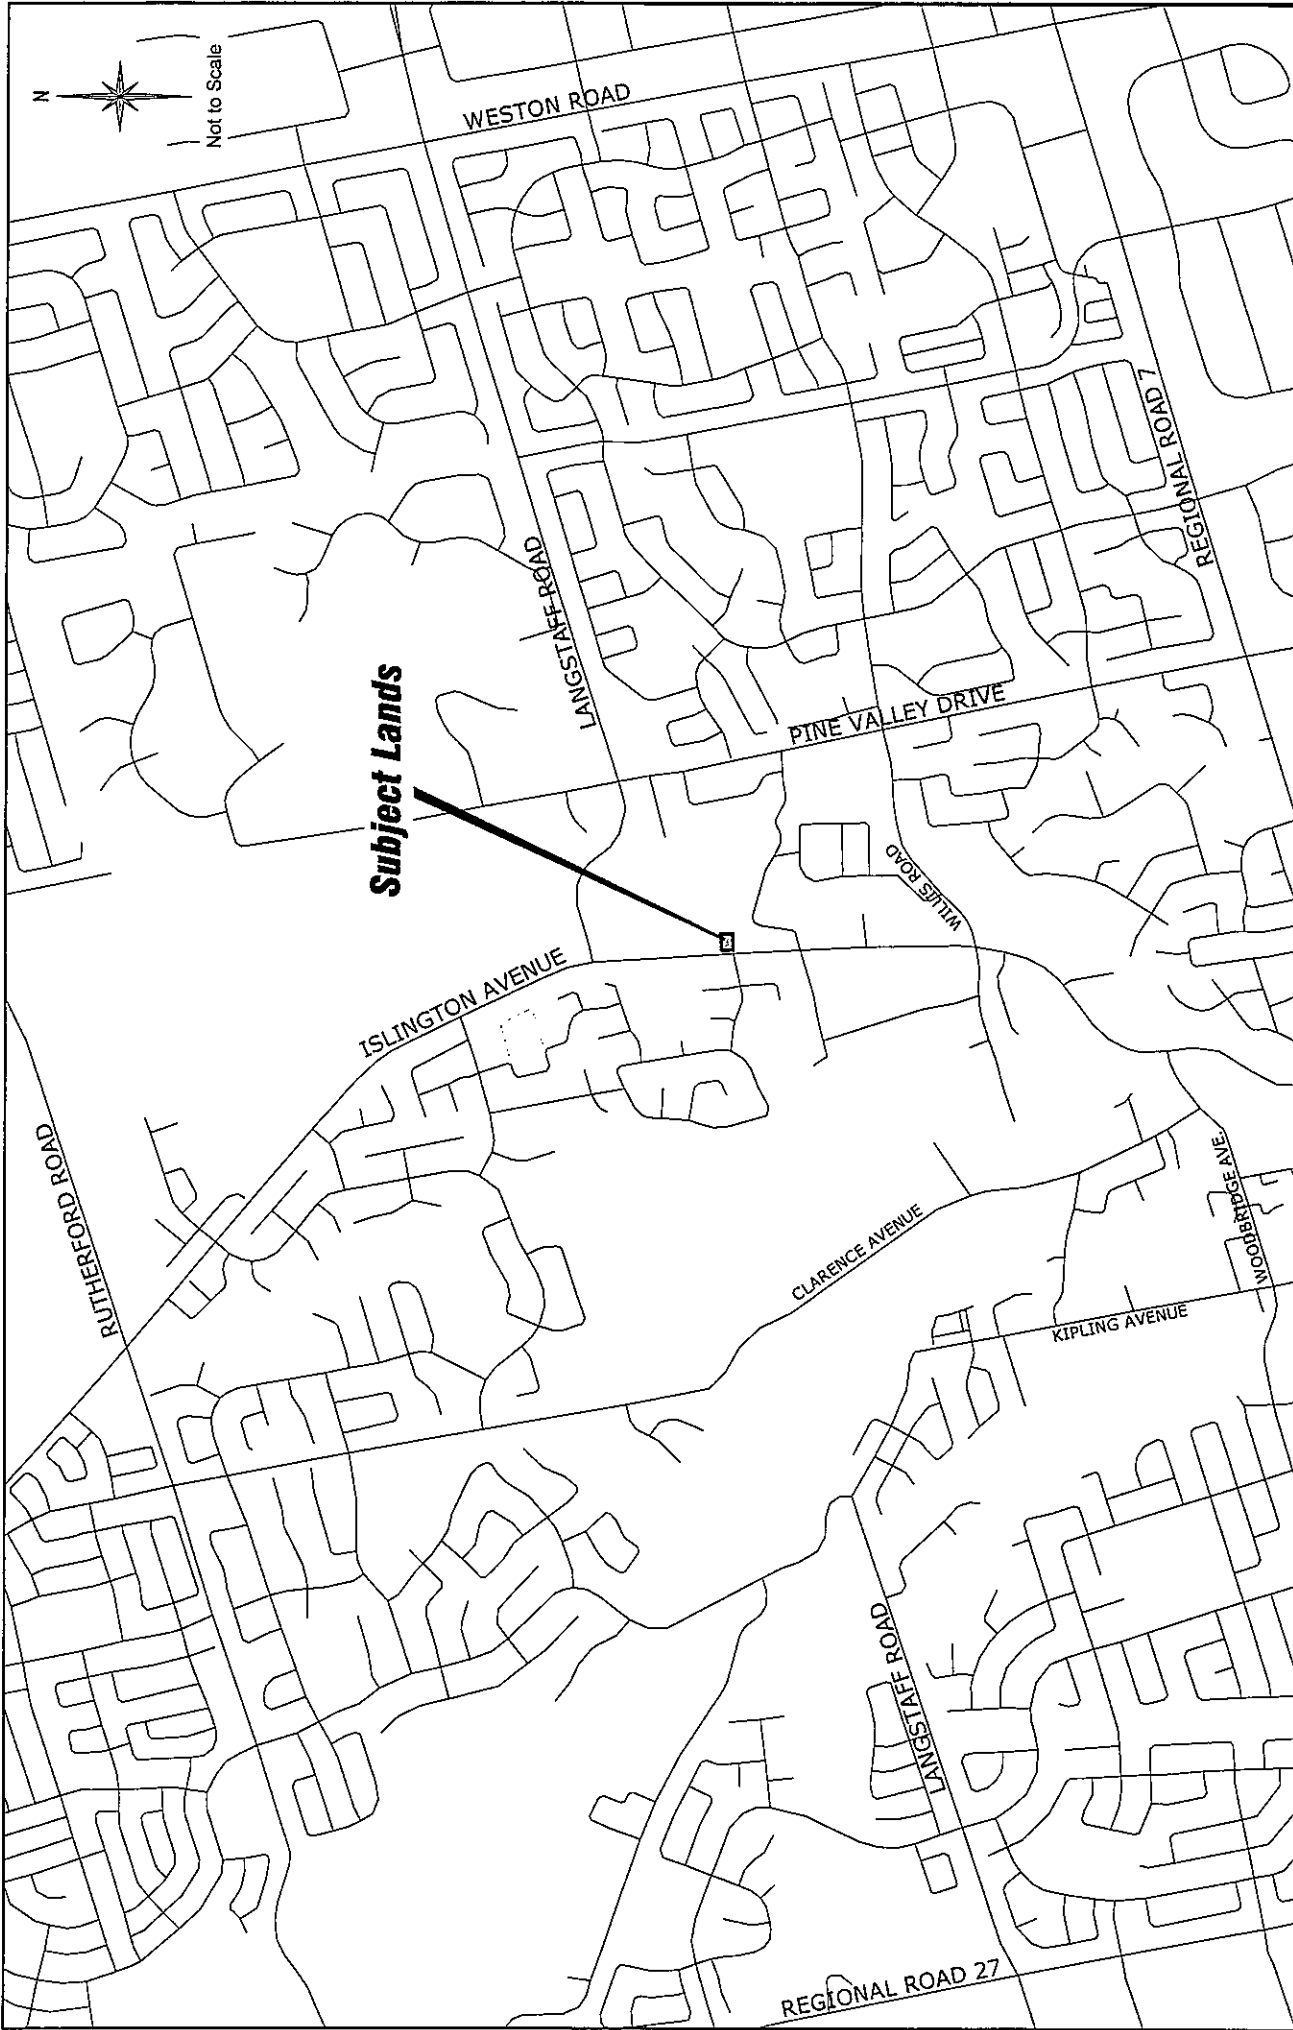 N
Not to Scale
WESTON ROAD
LANGSTAFF ROAD
REGIONAL ROAD 7
Subject Lands
PINE VALLEY DRIVE
WILLIS ROAD
ISLINGTON AVENUE
RUTHERFORD ROAD
CLARENCE AVENUE
WOODBRIDGE AVE.
KIPLING AVENUE
LANGSTAFF ROAD
REGIONAL ROAD 27